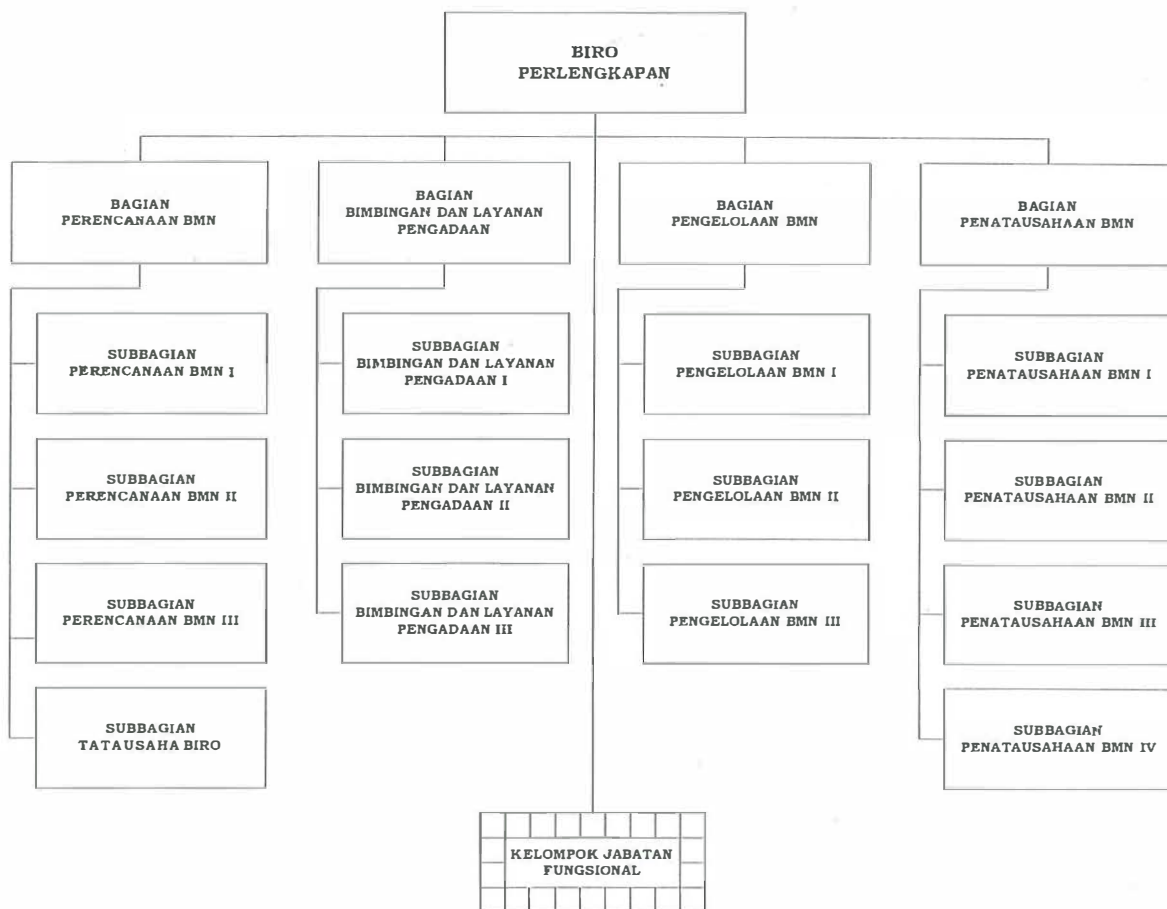 BIRO
PERLENGKAPAN
BAGIAN
PERENCANAAN BMN
BAGIAN
BIMBINGAN DAN LAYANAN
PENGADAAN
BAGIAN
PENGELOLAAN BMN
BAGIAN
PENATAUSAHAAN BMN
SUBBAGIAN
PERENCANAAN BMN I
SUBBAGIAN
BIMBINGAN DAN LAYANAN
PENGADAAN I
SUBBAGIAN
PENGELOLAAN BMN I
SUBBAGIAN
PENATAUSAHAAN BMN I
SUBBAGIAN
PERENCANAAN BMN II
SUBBAGIAN
BIMBINGAN DAN LAYANAN
PENGADAAN II
SUBBAGIAN
PENGELOLAAN BMN II
SUBBAGIAN
PENATAUSAHAAN BMN II
SUBBAGIAN
PERENCANAAN BMN III
SUBBAGIAN
BIMBINGAN DAN LAYANAN
PENGADAAN III
SUBBAGIAN
PENGELOLAAN BMN III
SUBBAGIAN
PENATAUSAHAAN BMN III
SUBBAGIAN
TATAUSAHA BIRO
SUBBAGIAN
PENATAUSAHAAN BMN IV
KELOMPOK JABATAN
FUNGSIONAL